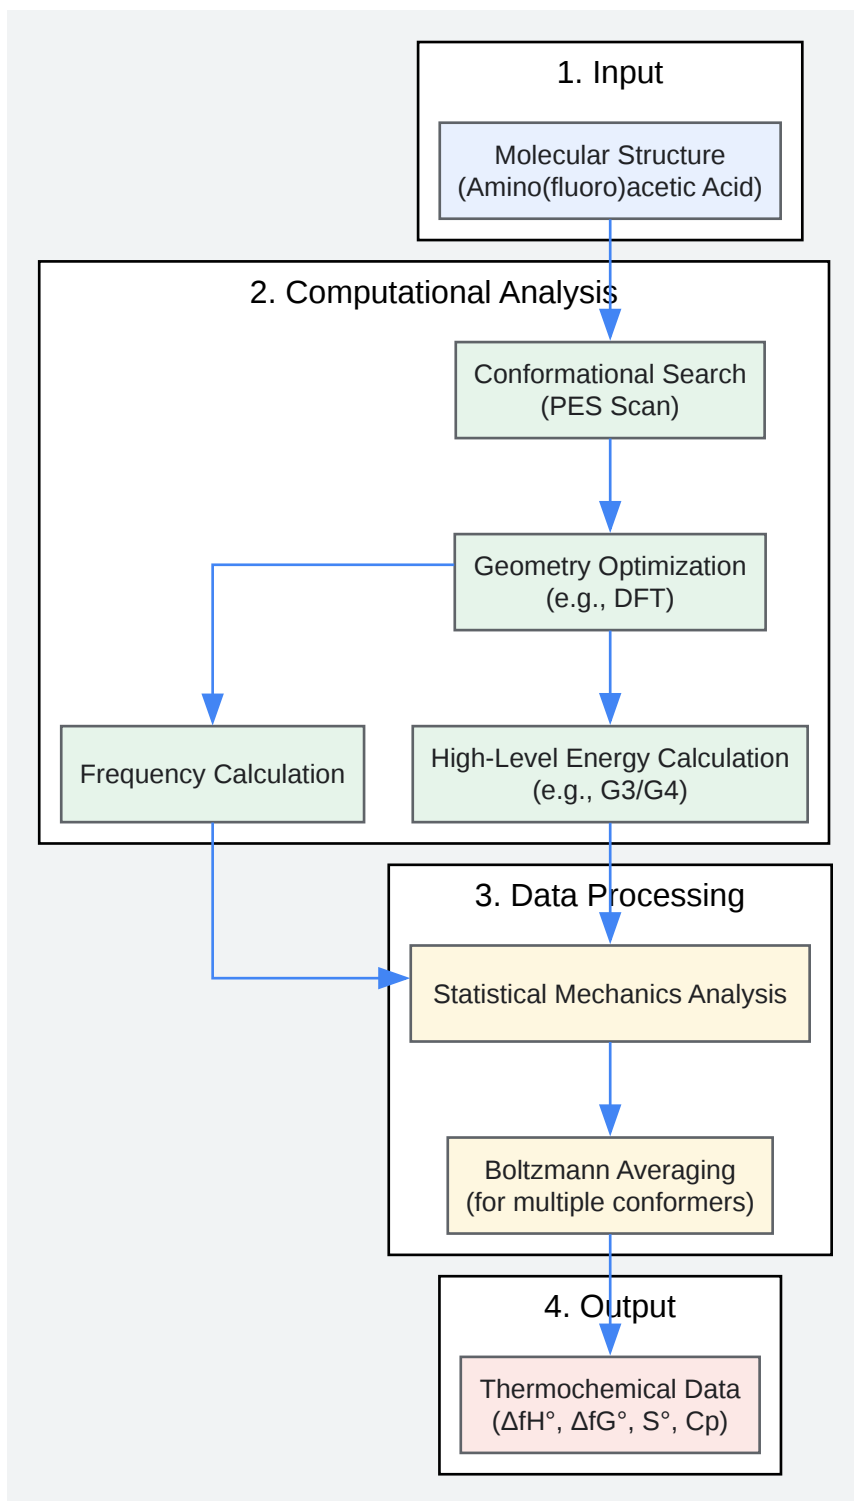 1. Input
Molecular Structure
(Amino(fluoro)acetic Acid)
2. Computational Analysis
Conformational Search
(PES Scan)
Geometry Optimization
(e.g., DFT)
Frequency Calculation
High-Level Energy Calculation
(e.g., G3/G4)
3. Data Processing
Statistical Mechanics Analysis
Boltzmann Averaging
(for multiple conformers)
4. Output
Thermochemical Data
(ΔfH°, ΔfG°, S°, Cp)